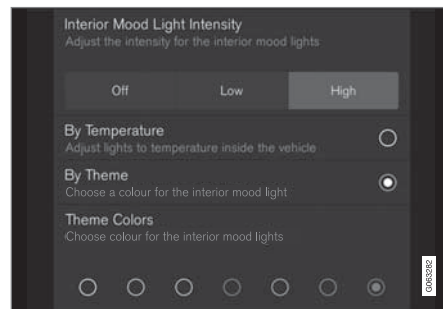 Interior Mood Light Intensity
Adjust the intensity for the interior mood lights
Off Low High
By Temperature
Adjust lights to temperature inside the vehicle
By Theme
Choose a colour for the interior mood light
Theme Colors
Choose colour for the interior mood lights
G063282